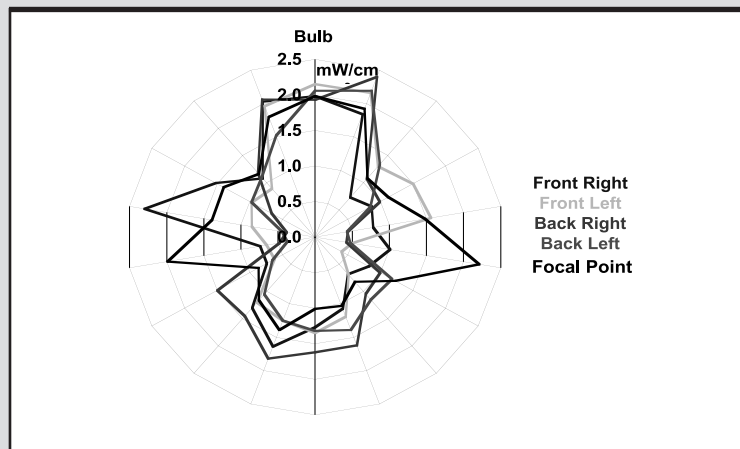 Bulb
2.5
mW/cm
2.0
1.5
1.0
0.5
0.0
Front Right
Front Left
Back Right
Back Left
Focal Point